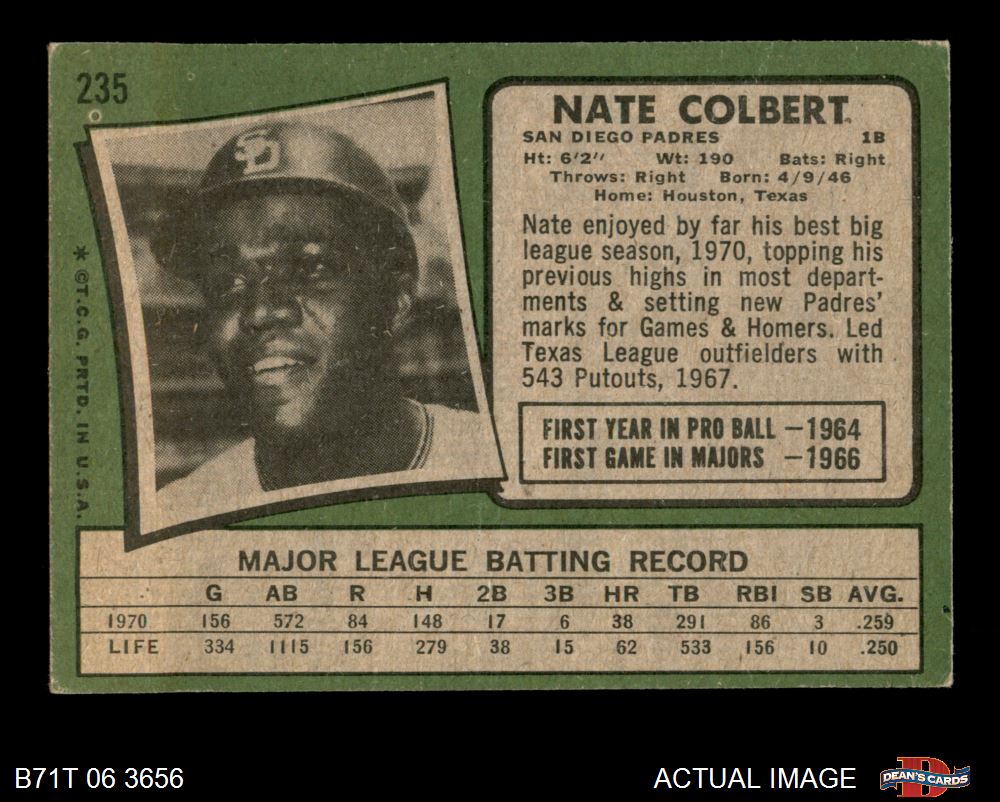 235
NATE COLBERT
SAN DIEGO PADRES 1B
Ht: 6'2" Wt: 190 Bats: Right
Throws: Right Born: 4/9/46
Home: Houston, Texas
Nate enjoyed by far his best big
league season, 1970, topping his
previous highs in most depart-
ments & setting new Padres'
marks for Games & Homers. Led
Texas League outfielders with
543 Putouts, 1967.
FIRST YEAR IN PRO BALL —1964
FIRST GAME IN MAJORS —1966
SD
* ©T.C.G. PRTD. IN U.S.A.
MAJOR LEAGUE BATTING RECORD
G AB R H 2B 3B HR TB RBI SB AVG.
1970 156 572 84 148 17 6 38 291 86 3 .259
LIFE 334 1115 156 279 38 15 62 533 156 10 .250
B71T 06 3656
ACTUAL IMAGE
D
DEAN'S CARDS